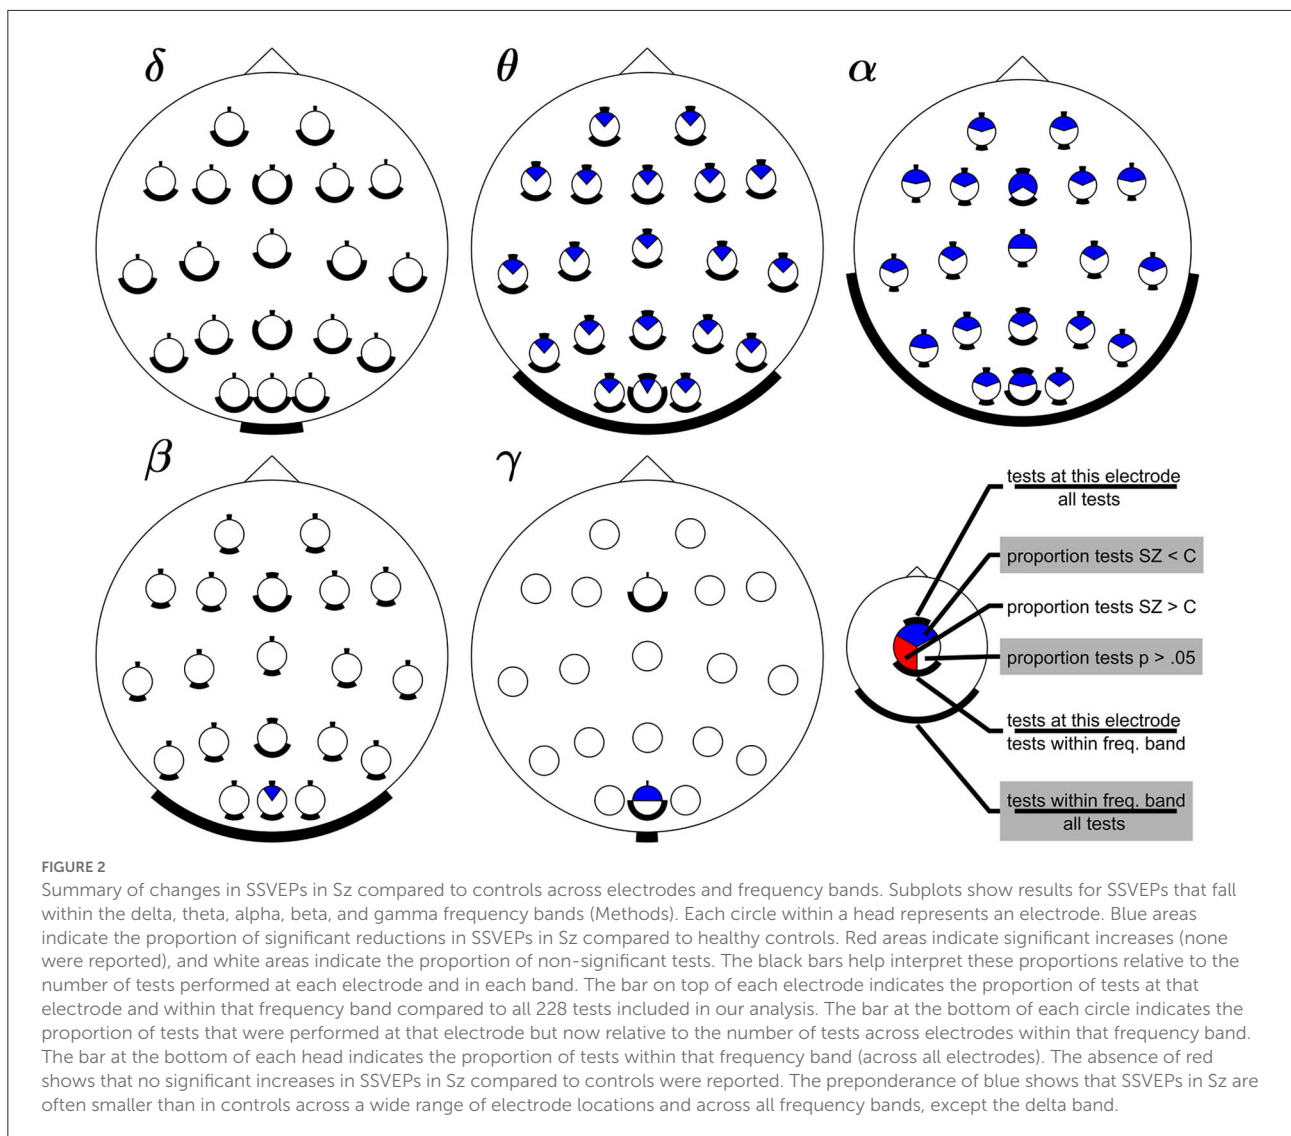 δ
θ
α
β
γ
tests at this electrode
all tests
proportion tests SZ < C
proportion tests SZ > C
proportion tests p > .05
tests at this electrode
tests within freq. band
tests within freq. band
all tests
FIGURE 2
Summary of changes in SSVEPs in Sz compared to controls across electrodes and frequency bands. Subplots show results for SSVEPs that fall
within the delta, theta, alpha, beta, and gamma frequency bands (Methods). Each circle within a head represents an electrode. Blue areas
indicate the proportion of significant reductions in SSVEPs in Sz compared to healthy controls. Red areas indicate significant increases (none
were reported), and white areas indicate the proportion of non-significant tests. The black bars help interpret these proportions relative to the
number of tests performed at each electrode and in each band. The bar on top of each electrode indicates the proportion of tests at that
electrode and within that frequency band compared to all 228 tests included in our analysis. The bar at the bottom of each circle indicates the
proportion of tests that were performed at that electrode but now relative to the number of tests across electrodes within that frequency band.
The bar at the bottom of each head indicates the proportion of tests within that frequency band (across all electrodes). The absence of red
shows that no significant increases in SSVEPs in Sz compared to controls were reported. The preponderance of blue shows that SSVEPs in Sz are
often smaller than in controls across a wide range of electrode locations and across all frequency bands, except the delta band.